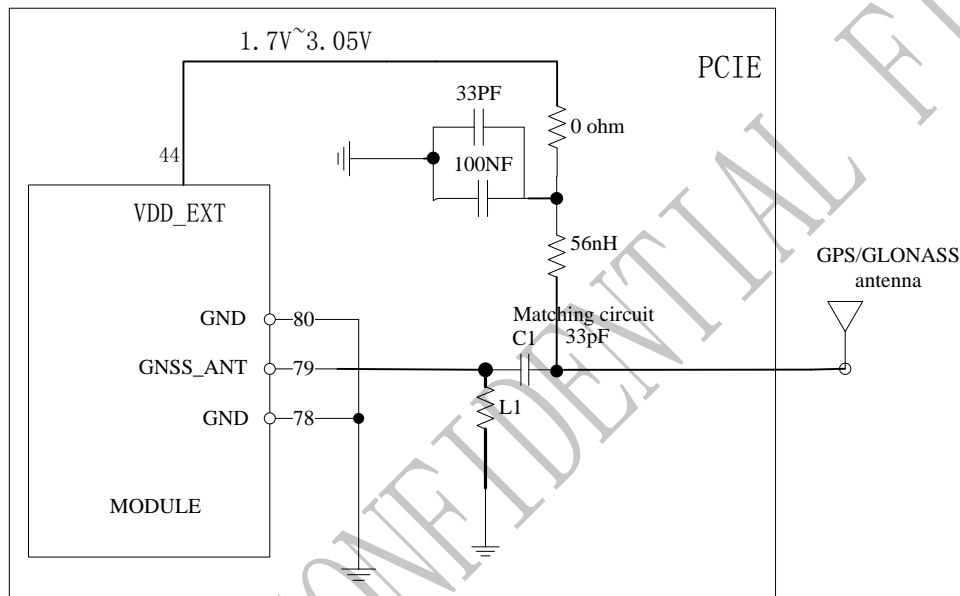 1.7V~3.05V
PCIE
33PF
0 ohm
44
100NF
VDD_EXT
56nH
GPS/GLONASS
antenna
GND
80
Matching circuit
C1
33pF
GNSS_ANT
79
L1
GND
78
MODULE
CONFIDENTIAL